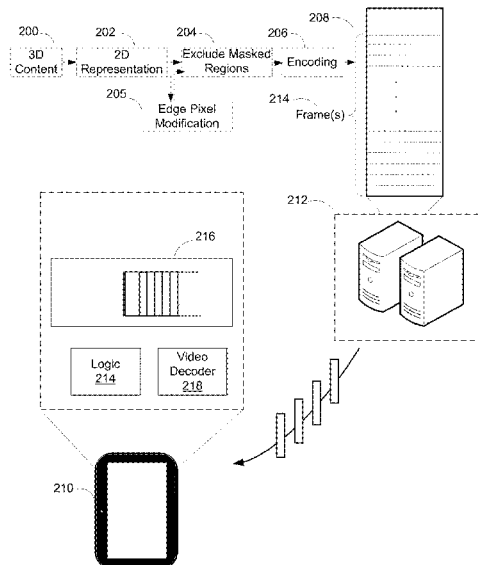 200
202
204
206
208
3D
Content
2D
Representation
Exclude Masked
Regions
Encoding
205
Edge Pixel
Modification
214
Frame(s)
212
216
Logic
214
Video
Decoder
218
210